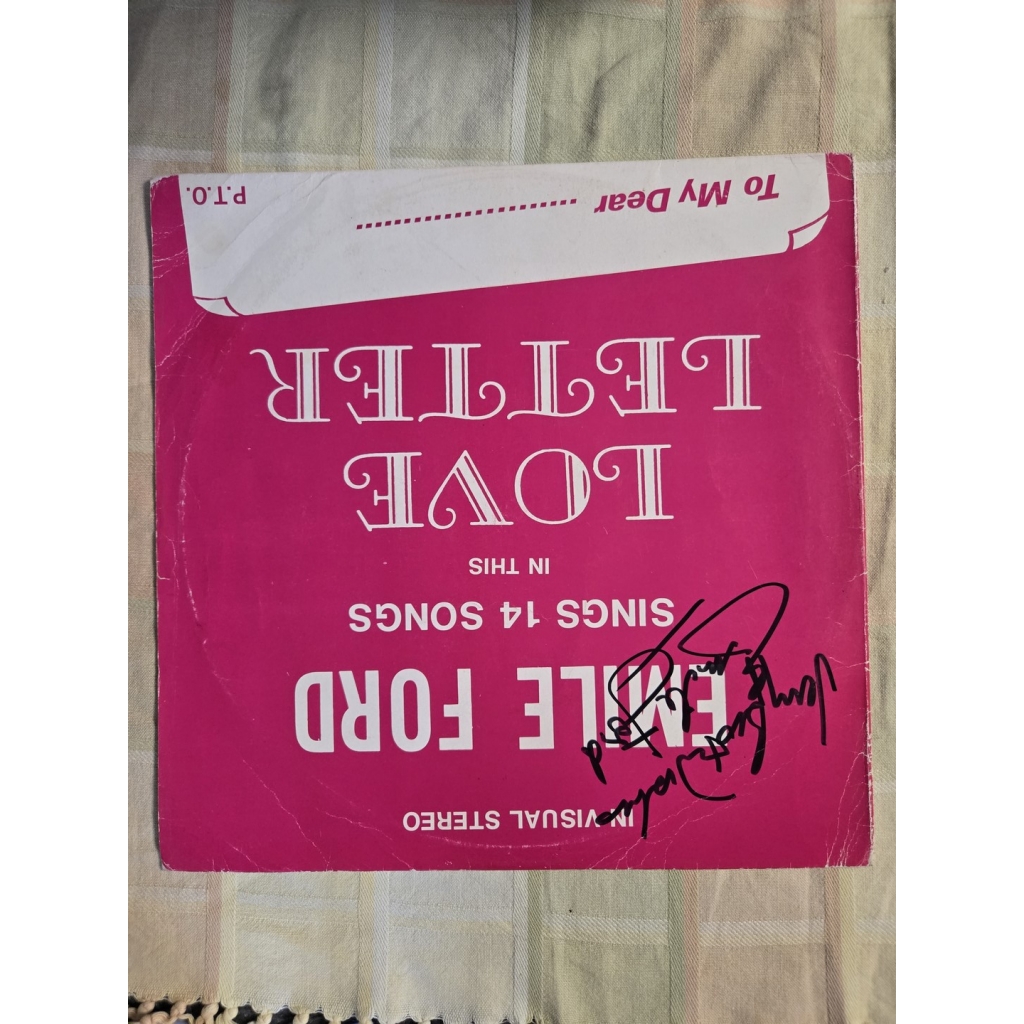 IN VISUAL STEREO
EMILE FORD
SINGS 14 SONGS
IN THIS
LOVE
LETTER
To My Dear ........................
P.T.O.